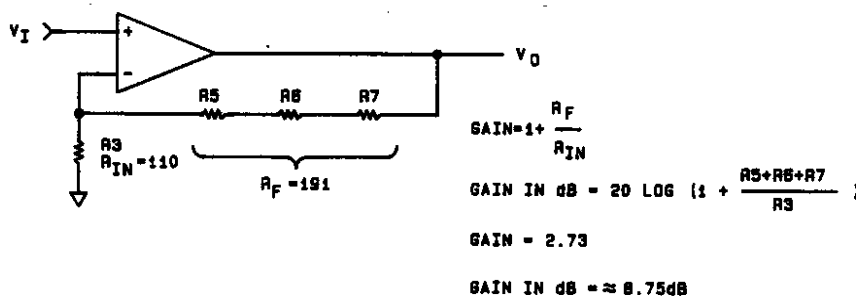 V_I
+
-
V_O
R5 R6 R7
R3
R_IN =110
R_F =191
GAIN=1+ R_F / R_IN
GAIN IN dB = 20 LOG (1 + R5+R6+R7 / R3 )
GAIN = 2.73
GAIN IN dB = ≈ 8.75dB